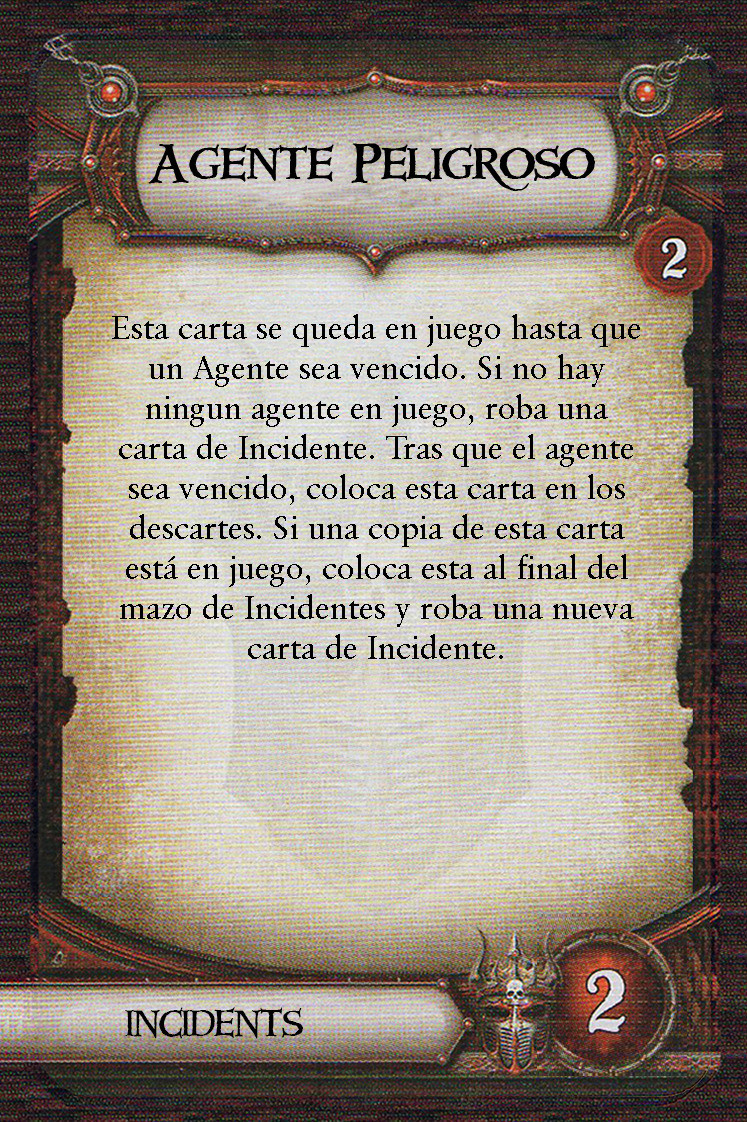 AGENTE PELIGROSO
2
Esta carta se queda en juego hasta que
un Agente sea vencido. Si no hay
ningun agente en juego, roba una
carta de Incidente. Tras que el agente
sea vencido, coloca esta carta en los
descartes. Si una copia de esta carta
está en juego, coloca esta al final del
mazo de Incidentes y roba una nueva
carta de Incidente.
INCIDENTS
2